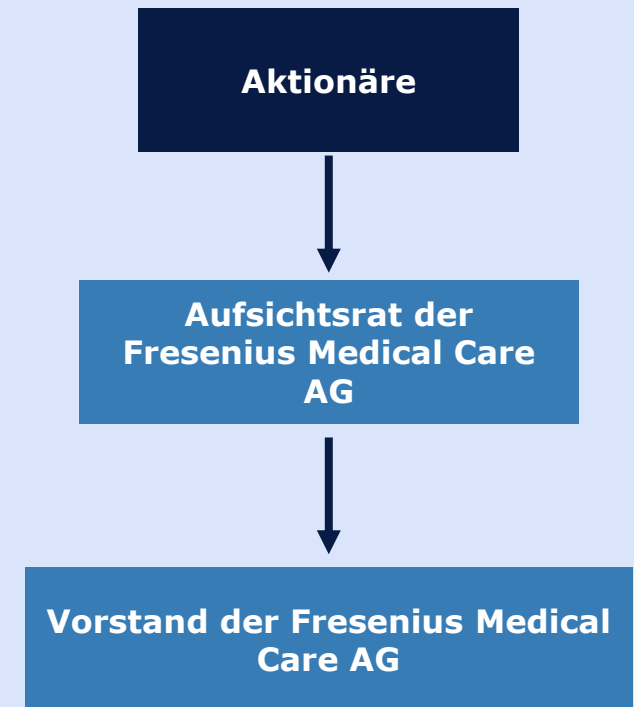 Aktionäre
Aufsichtsrat der
Fresenius Medical Care
AG
Vorstand der Fresenius Medical
Care AG